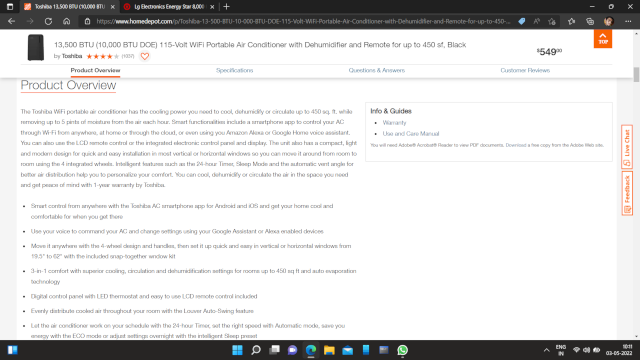 Toshiba 13,500 BTU (10,000 BTU
Lg Electronics Energy Star 8,000
https://www.homedepot.com/p/Toshiba-13-500-BTU-10-000-BTU-DOE-115-Volt-WiFi-Portable-Air-Conditioner-with-Dehumidifier-and-Remote-for-up-to-450-...
13,500 BTU (10,000 BTU DOE) 115-Volt WiFi Portable Air Conditioner with Dehumidifier and Remote for up to 450 sf, Black
by Toshiba
$549.00
TOP
Product Overview
Specifications
Questions & Answers
Customer Reviews
Product Overview
The Toshiba WiFi portable air conditioner has the cooling power you need to cool, dehumidify or circulate up to 450 sq. ft. while
removing up to 5 pints of moisture from the air each hour. Smart functionalities include a smartphone app to control your AC
through WiFi from anywhere, at home or through the cloud, or even using you Amazon Alexa or Google Home voice assistant.
You can also use the LCD remote control or the integrated electronic control panel and display. The unit also has a compact, light
and modern design for quick and easy installation in most vertical or horizontal windows so you can move it around from room to
room using the 4 integrated wheels. Intelligent features such as the 24-hour Timer, Sleep Mode and the automatic vent angle for
better air distribution help you to personalize your comfort. You can cool, dehumidify or circulate the air in the space you need
and get peace of mind with 1-year warranty by Toshiba.
Info & Guides
Warranty
Use and Care Manual
You will need Adobe® Acrobat® Reader to view PDF documents. Download a free copy from the Adobe Web site.
Live Chat
Feedback
Smart control from anywhere with the Toshiba AC smartphone app for Android and iOS and get your home cool and
comfortable for when you get there
Use your voice to command your AC and change settings using your Google Assistant or Alexa enabled devices
Move it anywhere with the 4-wheel design and handles, then set it up quick and easy in vertical or horizontal windows from
19.5" to 62" with the included snap-together window kit
3-in-1 comfort with superior cooling, circulation and dehumidification settings for rooms up to 450 sq ft and auto evaporation
technology
Digital control panel with LED thermostat and easy to use LCD remote control included
Evenly distribute cooled air throughout your room with the Louver Auto-Swing feature
Let the air conditioner work on your schedule with the 24-hour Timer, set the right speed with Automatic mode, save you
energy with the ECO mode or adjust settings overnight with the intelligent Sleep preset
ENG
IN
10:11
03-05-2022